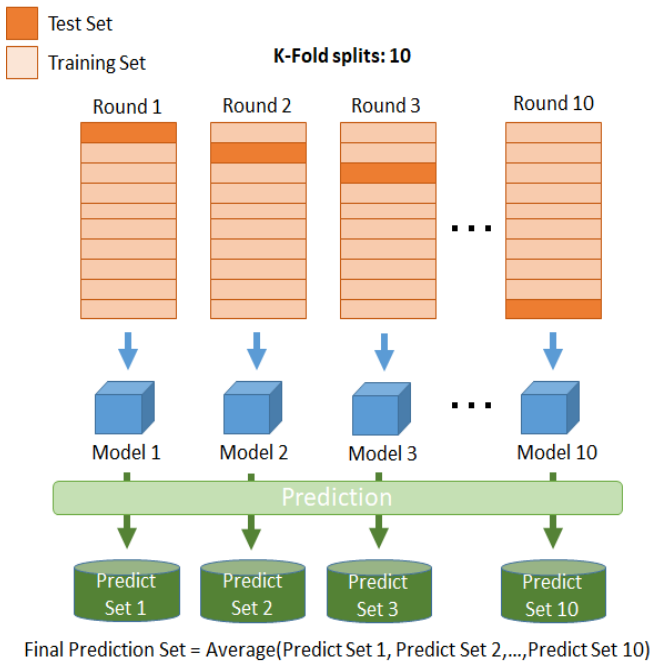 Test Set
Training Set
K-Fold splits: 10
Round 1
Round 2
Round 3
Round 10
...
...
Model 1
Model 2
Model 3
Model 10
Prediction
Predict
Set 1
Predict
Set 2
Predict
Set 3
Predict
Set 10
Final Prediction Set = Average(Predict Set 1, Predict Set 2,...,Predict Set 10)